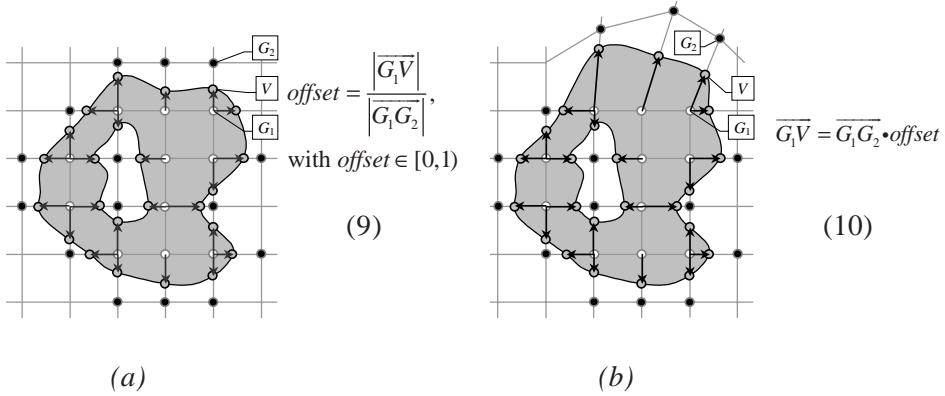 G₂
V
G₁
offset = |G₁V| / |G₁G₂|,
with offset ∈ [0,1)
(9)
(a)
G₂
V
G₁
G₁V = G₁G₂•offset
(10)
(b)